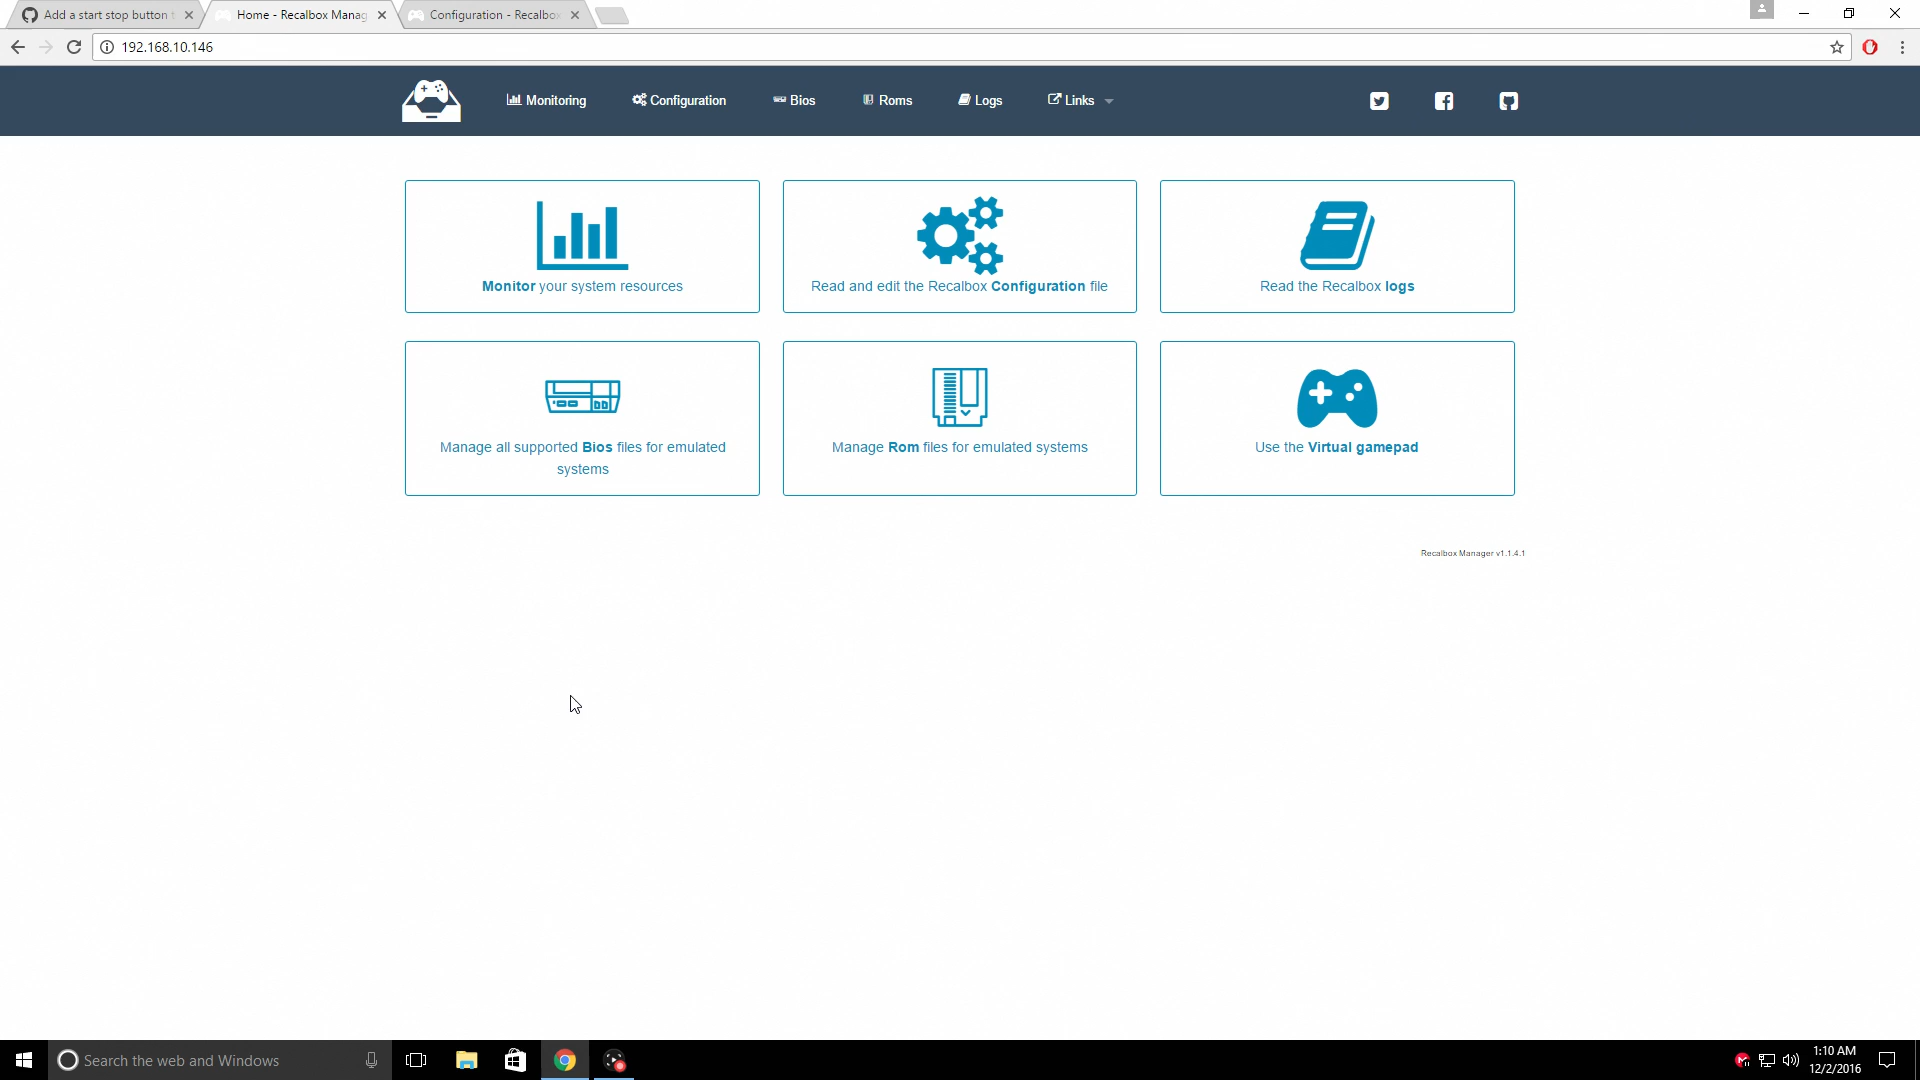 Add a start stop button
Home - Recalbox Manag
Configuration - Recalbo
192.168.10.146
Monitoring
Configuration
Bios
Roms
Logs
Links
Monitor your system resources
Read and edit the Recalbox Configuration file
Read the Recalbox logs
Manage all supported Bios files for emulated
systems
Manage Rom files for emulated systems
Use the Virtual gamepad
Recalbox Manager v1.1.4.1
Search the web and Windows
1:10 AM
12/2/2016